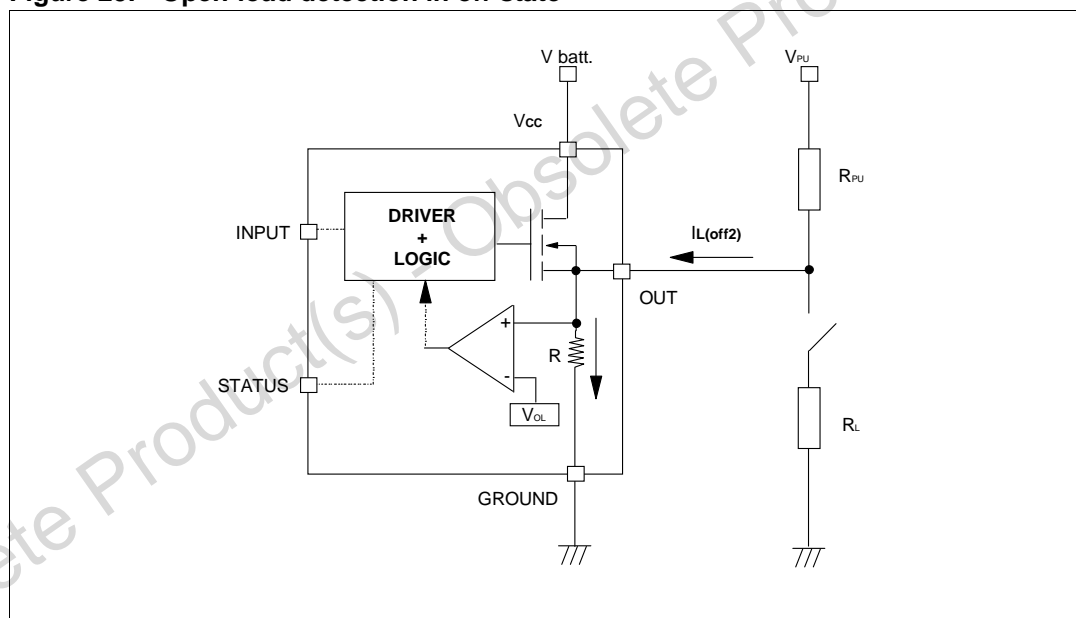 Figure 25. Open-load detection in off-state
V batt.
VPU
VCC
RPU
DRIVER
+
LOGIC
INPUT
IL(off2)
OUT
+
R
-
STATUS
VOL
RL
GROUND
Obsolete Product(s) - Obsolete Pro